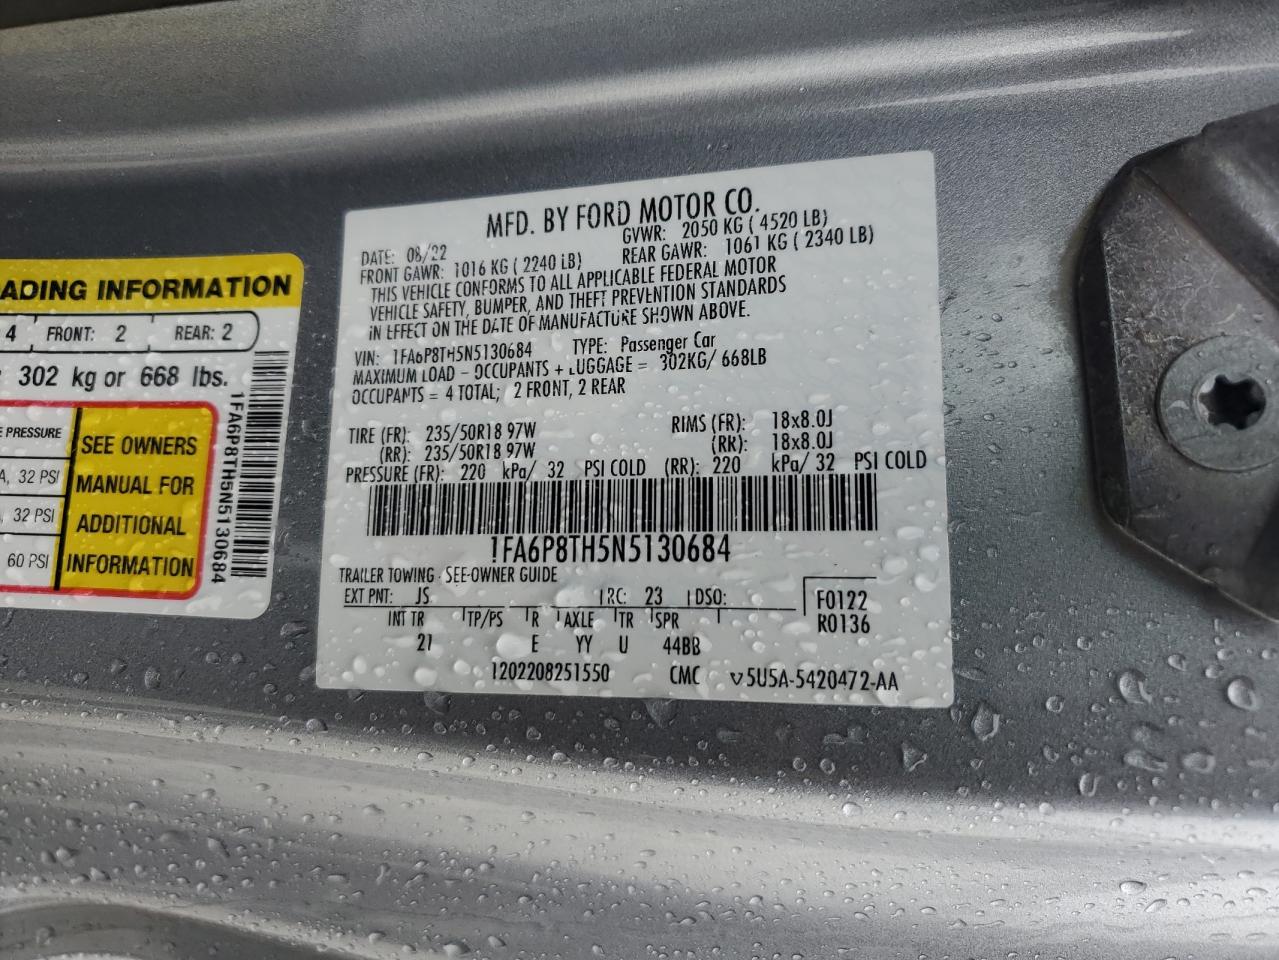 MFD. BY FORD MOTOR CO.
DATE: 08/22 GVWR: 2050 KG ( 4520 LB)
FRONT GAWR: 1016 KG ( 2240 LB) REAR GAWR: 1061 KG ( 2340 LB)
THIS VEHICLE CONFORMS TO ALL APPLICABLE FEDERAL MOTOR
VEHICLE SAFETY, BUMPER, AND THEFT PREVENTION STANDARDS
IN EFFECT ON THE DATE OF MANUFACTURE SHOWN ABOVE.
VIN: 1FA6P8TH5N5130684 TYPE: Passenger Car
MAXIMUM LOAD - OCCUPANTS + LUGGAGE = 302KG/ 668LB
OCCUPANTS = 4 TOTAL; 2 FRONT, 2 REAR
TIRE (FR): 235/50R18 97W RIMS (FR): 18x8.0J
(RR): 235/50R18 97W (RR): 18x8.0J
PRESSURE (FR): 220 kPa/ 32 PSI COLD (RR): 220 kPa/ 32 PSI COLD
1FA6P8TH5N5130684
TRAILER TOWING - SEE OWNER GUIDE
EXT PNT: JS RC: 23 DSO: F0122
INT TR TP/PS R AXLE TR SPR R0136
21 E YY U 44BB
1202208251550 CMC 5U5A-5420472-AA
ADING INFORMATION
4 FRONT: 2 REAR: 2
302 kg or 668 lbs.
E PRESSURE
A, 32 PSI
, 32 PSI
60 PSI
SEE OWNERS
MANUAL FOR
ADDITIONAL
INFORMATION
1FA6P8TH5N5130684